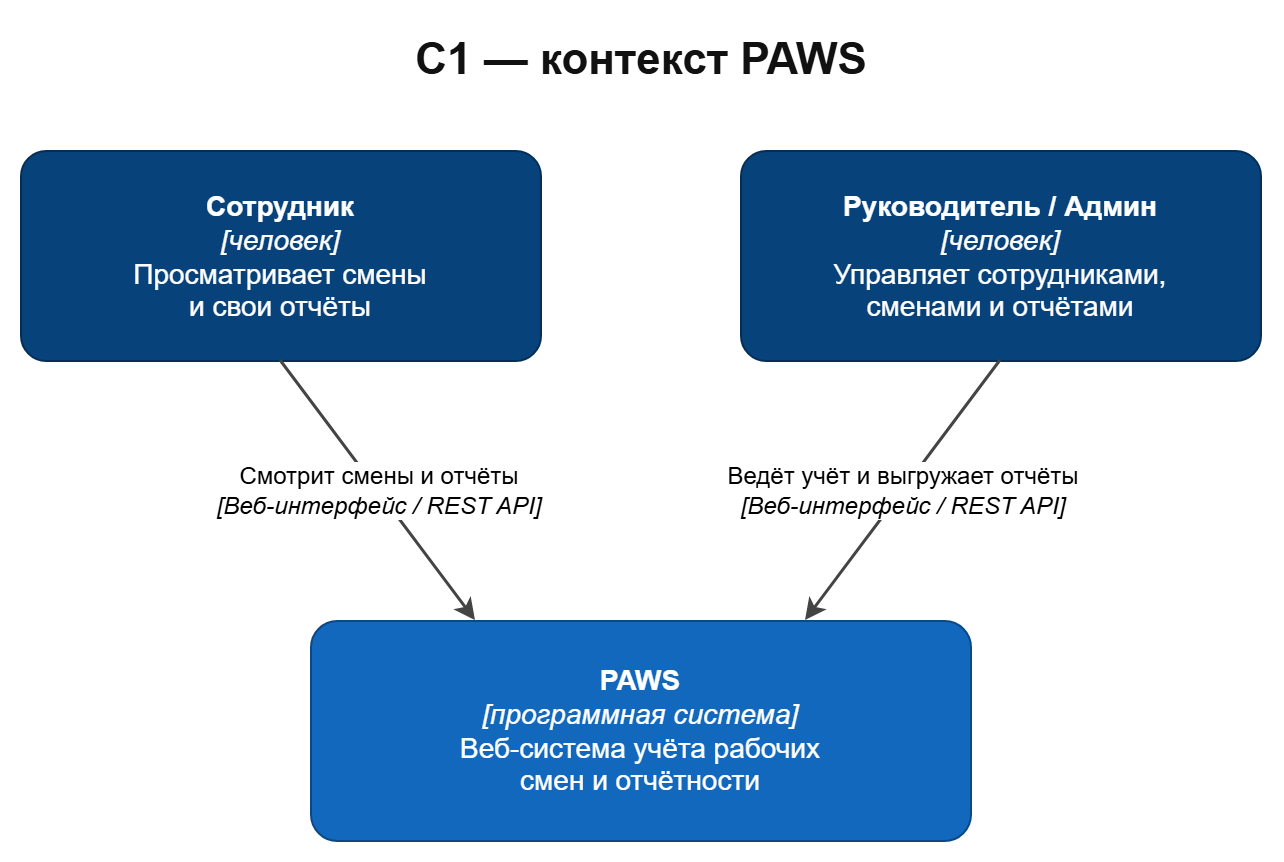 C1 — контекст PAWS
Сотрудник
[человек]
Просматривает смены
и свои отчёты
Руководитель / Админ
[человек]
Управляет сотрудниками,
сменами и отчётами
Смотрит смены и отчёты
[Веб-интерфейс / REST API]
Ведёт учёт и выгружает отчёты
[Веб-интерфейс / REST API]
PAWS
[программная система]
Веб-система учёта рабочих
смен и отчётности